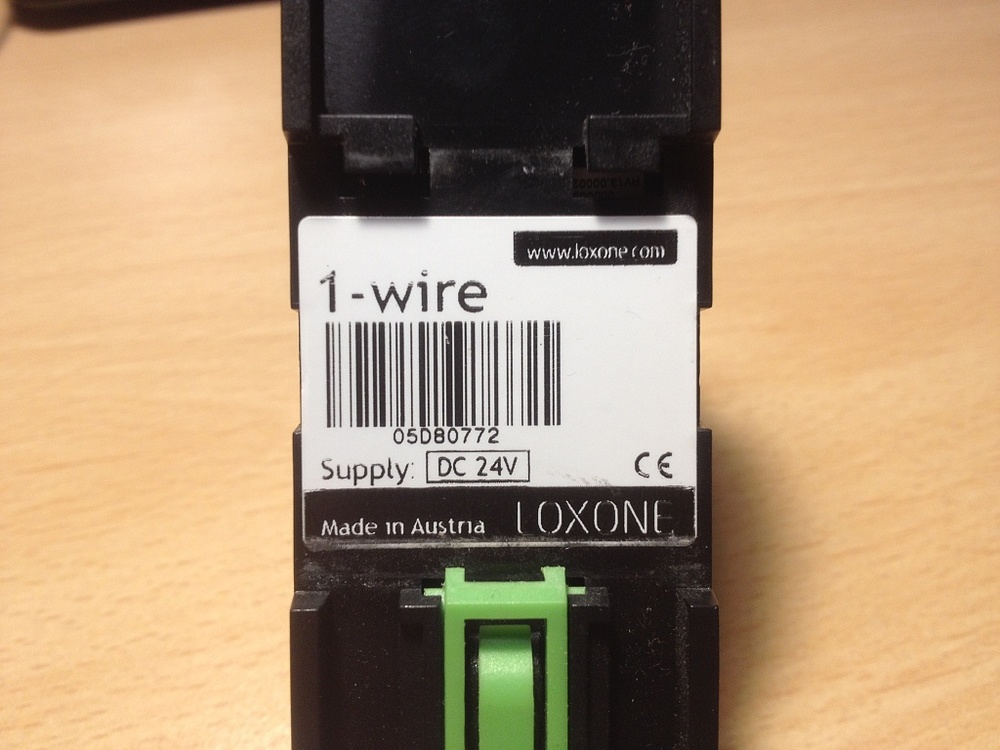 www.loxone.com
1-wire
05D80772
Supply: DC 24V
CE
Made in Austria LOXONE